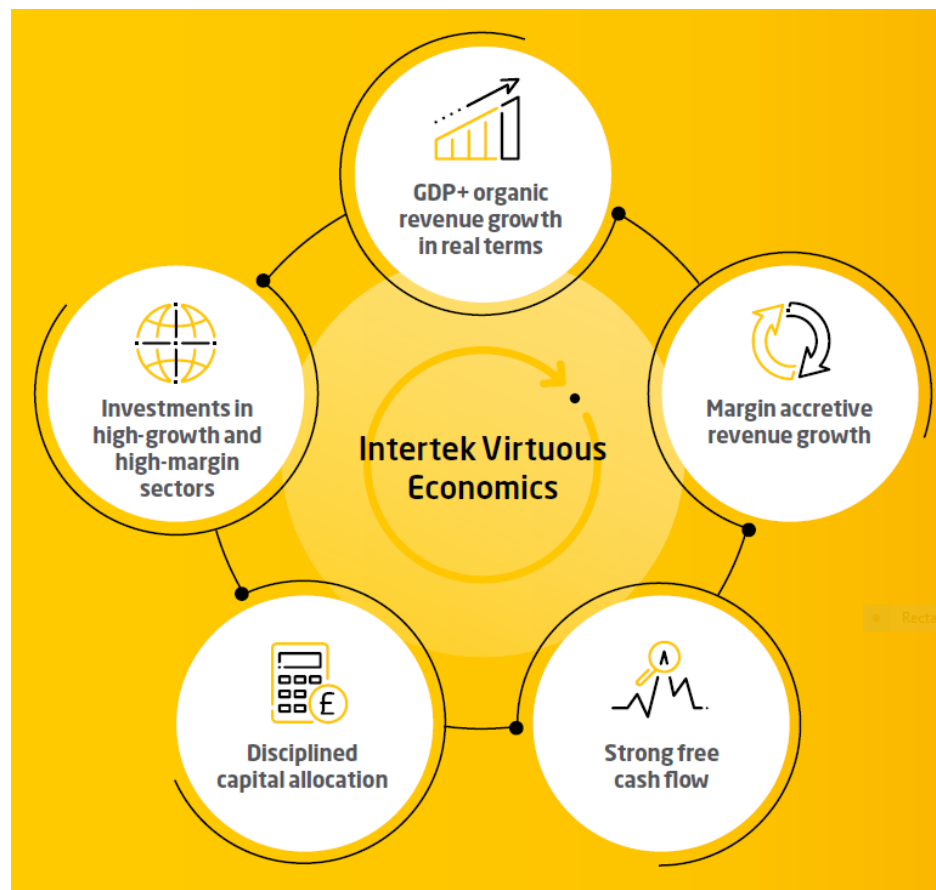 GDP+ organic
revenue growth
in real terms
Margin accretive
revenue growth
Strong free
cash flow
Disciplined
capital allocation
£
Investments in
high-growth and
high-margin
sectors
Intertek Virtuous
Economics
Recta